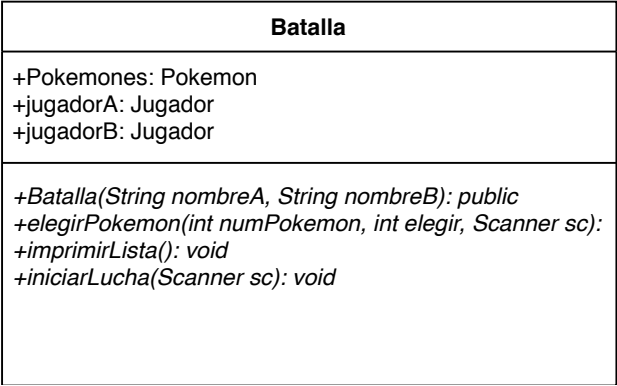 Batalla
+Pokemones: Pokemon
+jugadorA: Jugador
+jugadorB: Jugador
+Batalla(String nombreA, String nombreB): public
+elegirPokemon(int numPokemon, int elegir, Scanner sc):
+imprimirLista(): void
+iniciarLucha(Scanner sc): void